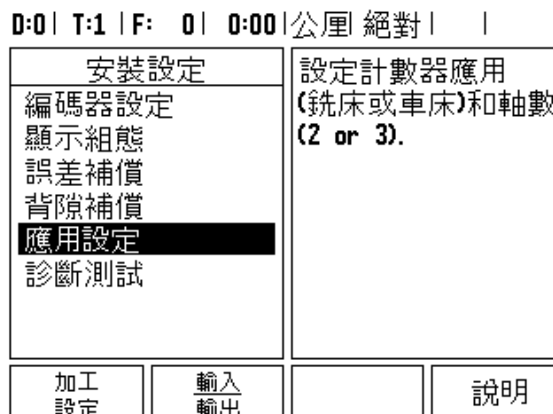 D:0| T:1 |F: 0| 0:00|公厘|絕對| |
安裝設定
編碼器設定
顯示組態
誤差補償
背隙補償
應用設定
診斷測試
設定計數器應用
(銑床或車床)和軸數
(2 or 3).
加工
設定
輸入
輸出
說明